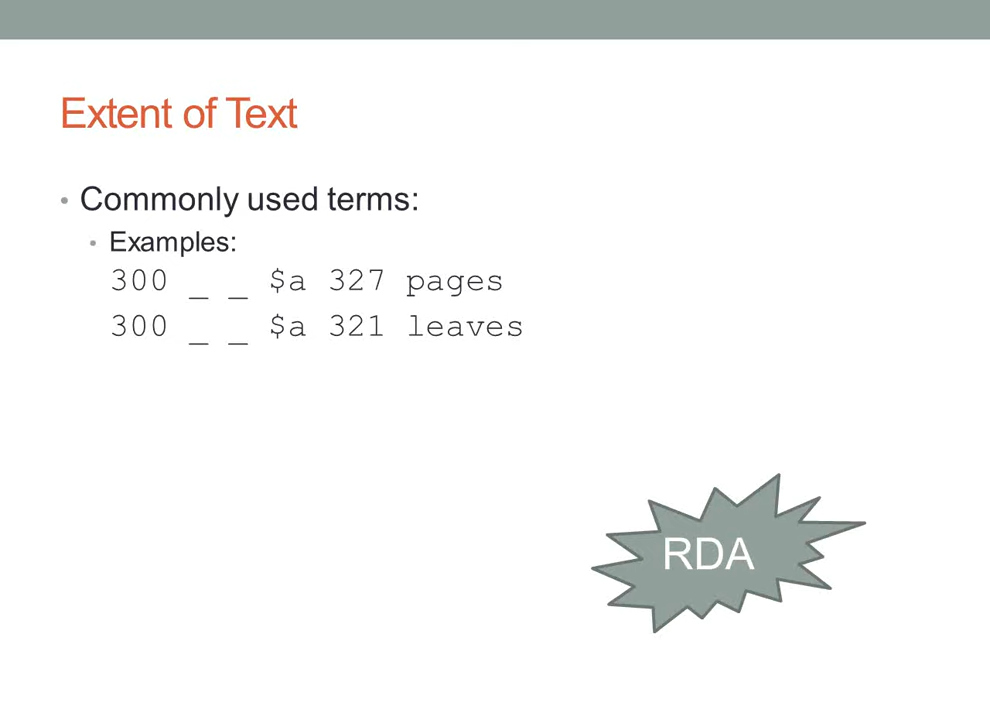 Extent of Text
• Commonly used terms:
• Examples:
300 _ _ $a 327 pages
300 _ _ $a 321 leaves
RDA